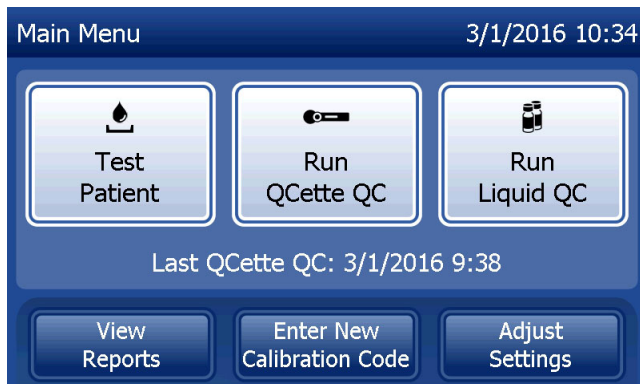 Main Menu 3/1/2016 10:34
Test
Patient
Run
QCette QC
Run
Liquid QC
Last QCette QC: 3/1/2016 9:38
View
Reports
Enter New
Calibration Code
Adjust
Settings